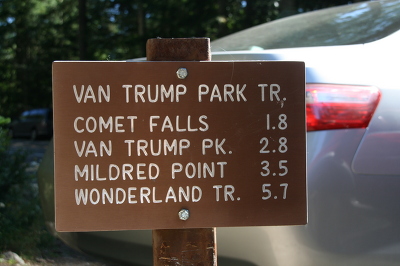 VAN TRUMP PARK TR.
COMET FALLS 1.8
VAN TRUMP PK. 2.8
MILDRED POINT 3.5
WONDERLAND TR. 5.7